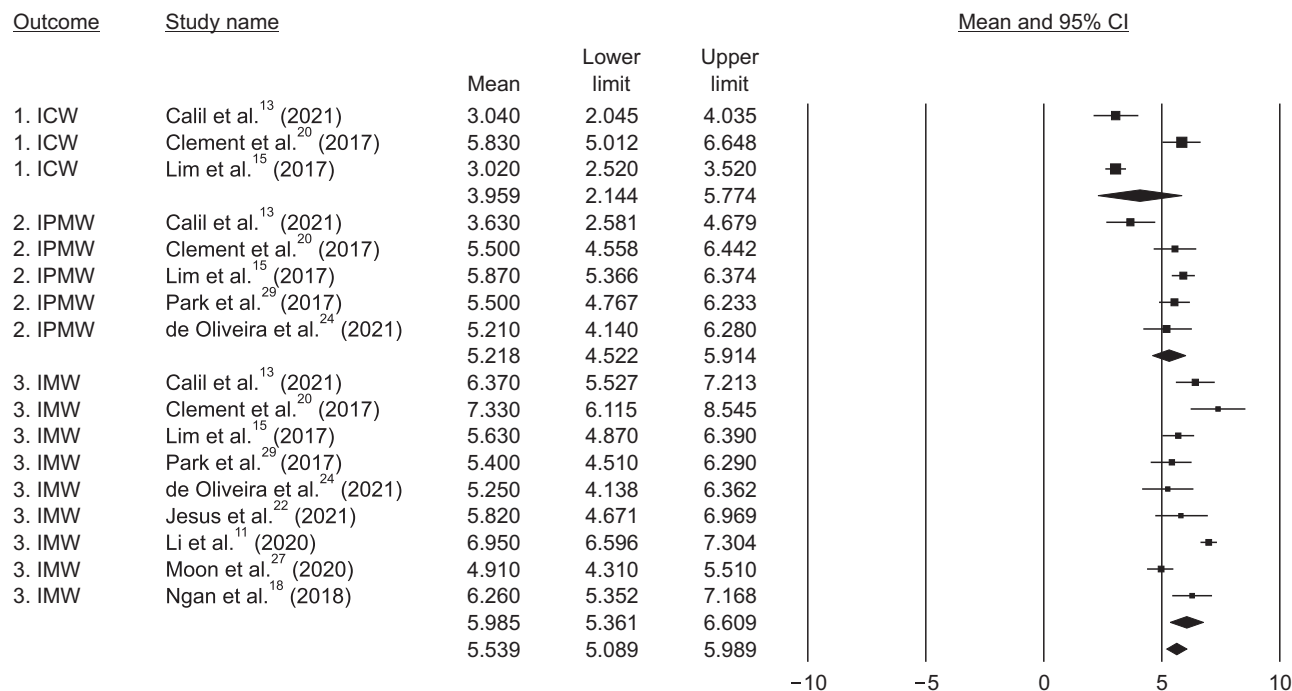 Outcome Study name Mean and 95% CI
Lower Upper
Mean limit limit
1. ICW Calil et al.13 (2021) 3.040 2.045 4.035
1. ICW Clement et al.20 (2017) 5.830 5.012 6.648
1. ICW Lim et al.15 (2017) 3.020 2.520 3.520
3.959 2.144 5.774
2. IPMW Calil et al.13 (2021) 3.630 2.581 4.679
2. IPMW Clement et al.20 (2017) 5.500 4.558 6.442
2. IPMW Lim et al.15 (2017) 5.870 5.366 6.374
2. IPMW Park et al.29 (2017) 5.500 4.767 6.233
2. IPMW de Oliveira et al.24 (2021) 5.210 4.140 6.280
5.218 4.522 5.914
3. IMW Calil et al.13 (2021) 6.370 5.527 7.213
3. IMW Clement et al.20 (2017) 7.330 6.115 8.545
3. IMW Lim et al.15 (2017) 5.630 4.870 6.390
3. IMW Park et al.29 (2017) 5.400 4.510 6.290
3. IMW de Oliveira et al.24 (2021) 5.250 4.138 6.362
3. IMW Jesus et al.22 (2021) 5.820 4.671 6.969
3. IMW Li et al.11 (2020) 6.950 6.596 7.304
3. IMW Moon et al.27 (2020) 4.910 4.310 5.510
3. IMW Ngan et al.18 (2018) 6.260 5.352 7.168
5.985 5.361 6.609
5.539 5.089 5.989
−10 −5 0 5 10